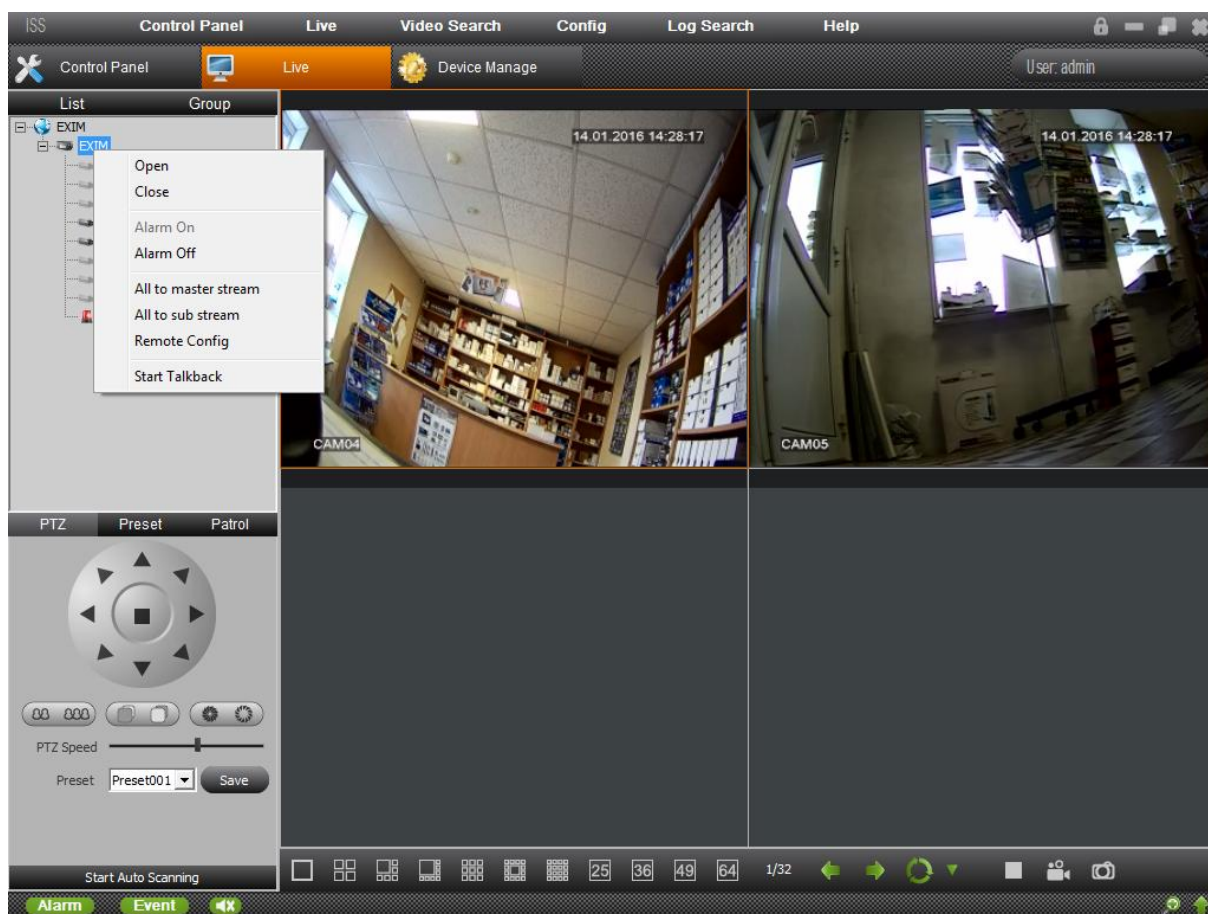 ISS Control Panel Live Video Search Config Log Search Help
Control Panel Live Device Manage User: admin
List Group
EXIM
EXIM
Open
Close
Alarm On
Alarm Off
All to master stream
All to sub stream
Remote Config
Start Talkback
14.01.2016 14:28:17
CAM04
14.01.2016 14:28:17
CAM05
PTZ Preset Patrol
PTZ Speed
Preset Preset001 Save
Start Auto Scanning
25 36 49 64 1/32
Alarm Event